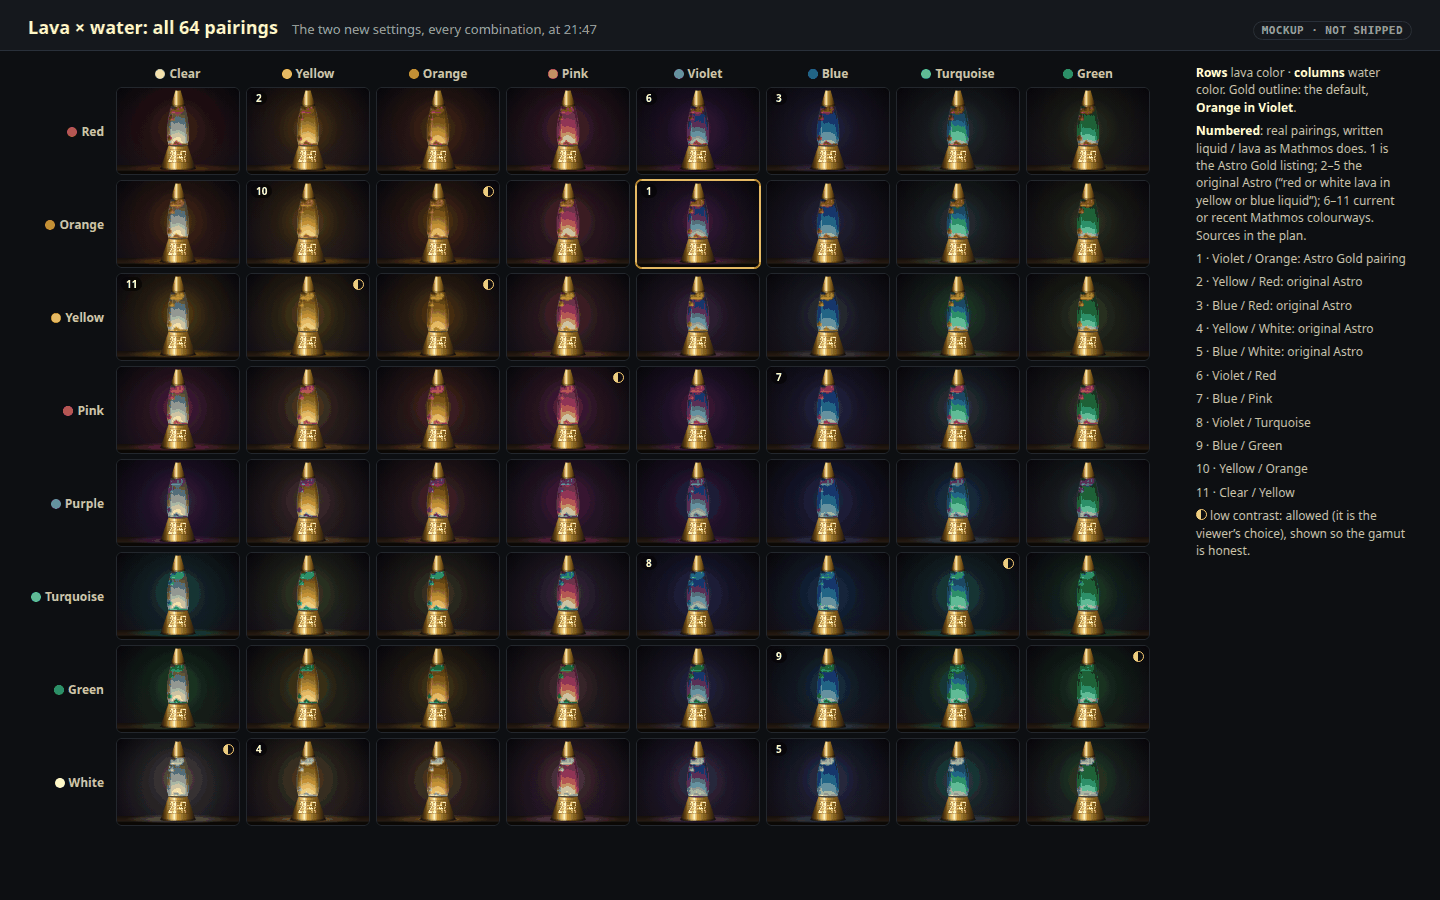 Lava × water: all 64 pairings The two new settings, every combination, at 21:47
MOCKUP · NOT SHIPPED
Clear Yellow Orange Pink Violet Blue Turquoise Green
Red 2 6 3
Orange 10 1
Yellow 11
Pink 7
Purple
Turquoise 8
Green 9
White 4 5
Rows lava color · columns water
color. Gold outline: the default,
Orange in Violet.
Numbered: real pairings, written
liquid / lava as Mathmos does. 1 is
the Astro Gold listing; 2–5 the
original Astro (“red or white lava in
yellow or blue liquid”); 6–11 current
or recent Mathmos colourways.
Sources in the plan.
1 · Violet / Orange: Astro Gold pairing
2 · Yellow / Red: original Astro
3 · Blue / Red: original Astro
4 · Yellow / White: original Astro
5 · Blue / White: original Astro
6 · Violet / Red
7 · Blue / Pink
8 · Violet / Turquoise
9 · Blue / Green
10 · Yellow / Orange
11 · Clear / Yellow
low contrast: allowed (it is the
viewer's choice), shown so the gamut
is honest.